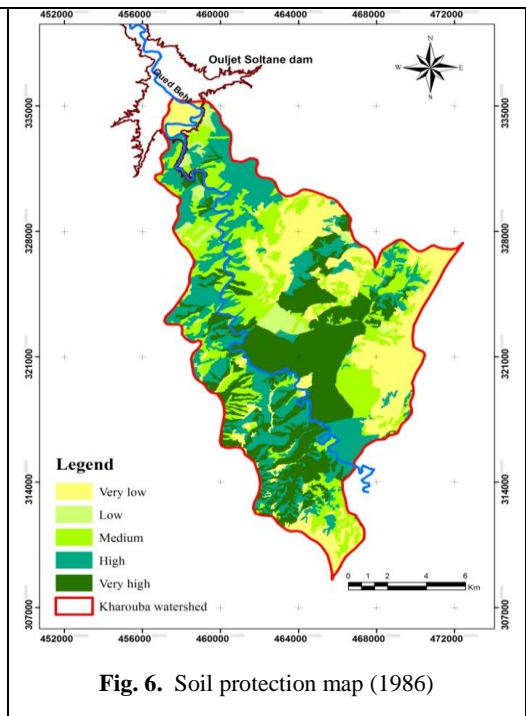 452000 456000 460000 464000 468000 472000
Ouljet Soltane dam
Oued Beht
N
W E
S
335000
328000
321000
314000
307000
Legend
Very low
Low
Medium
High
Very high
Kharouba watershed
0 1 2 4 6
Km
452000 456000 460000 464000 468000 472000
Fig. 6. Soil protection map (1986)